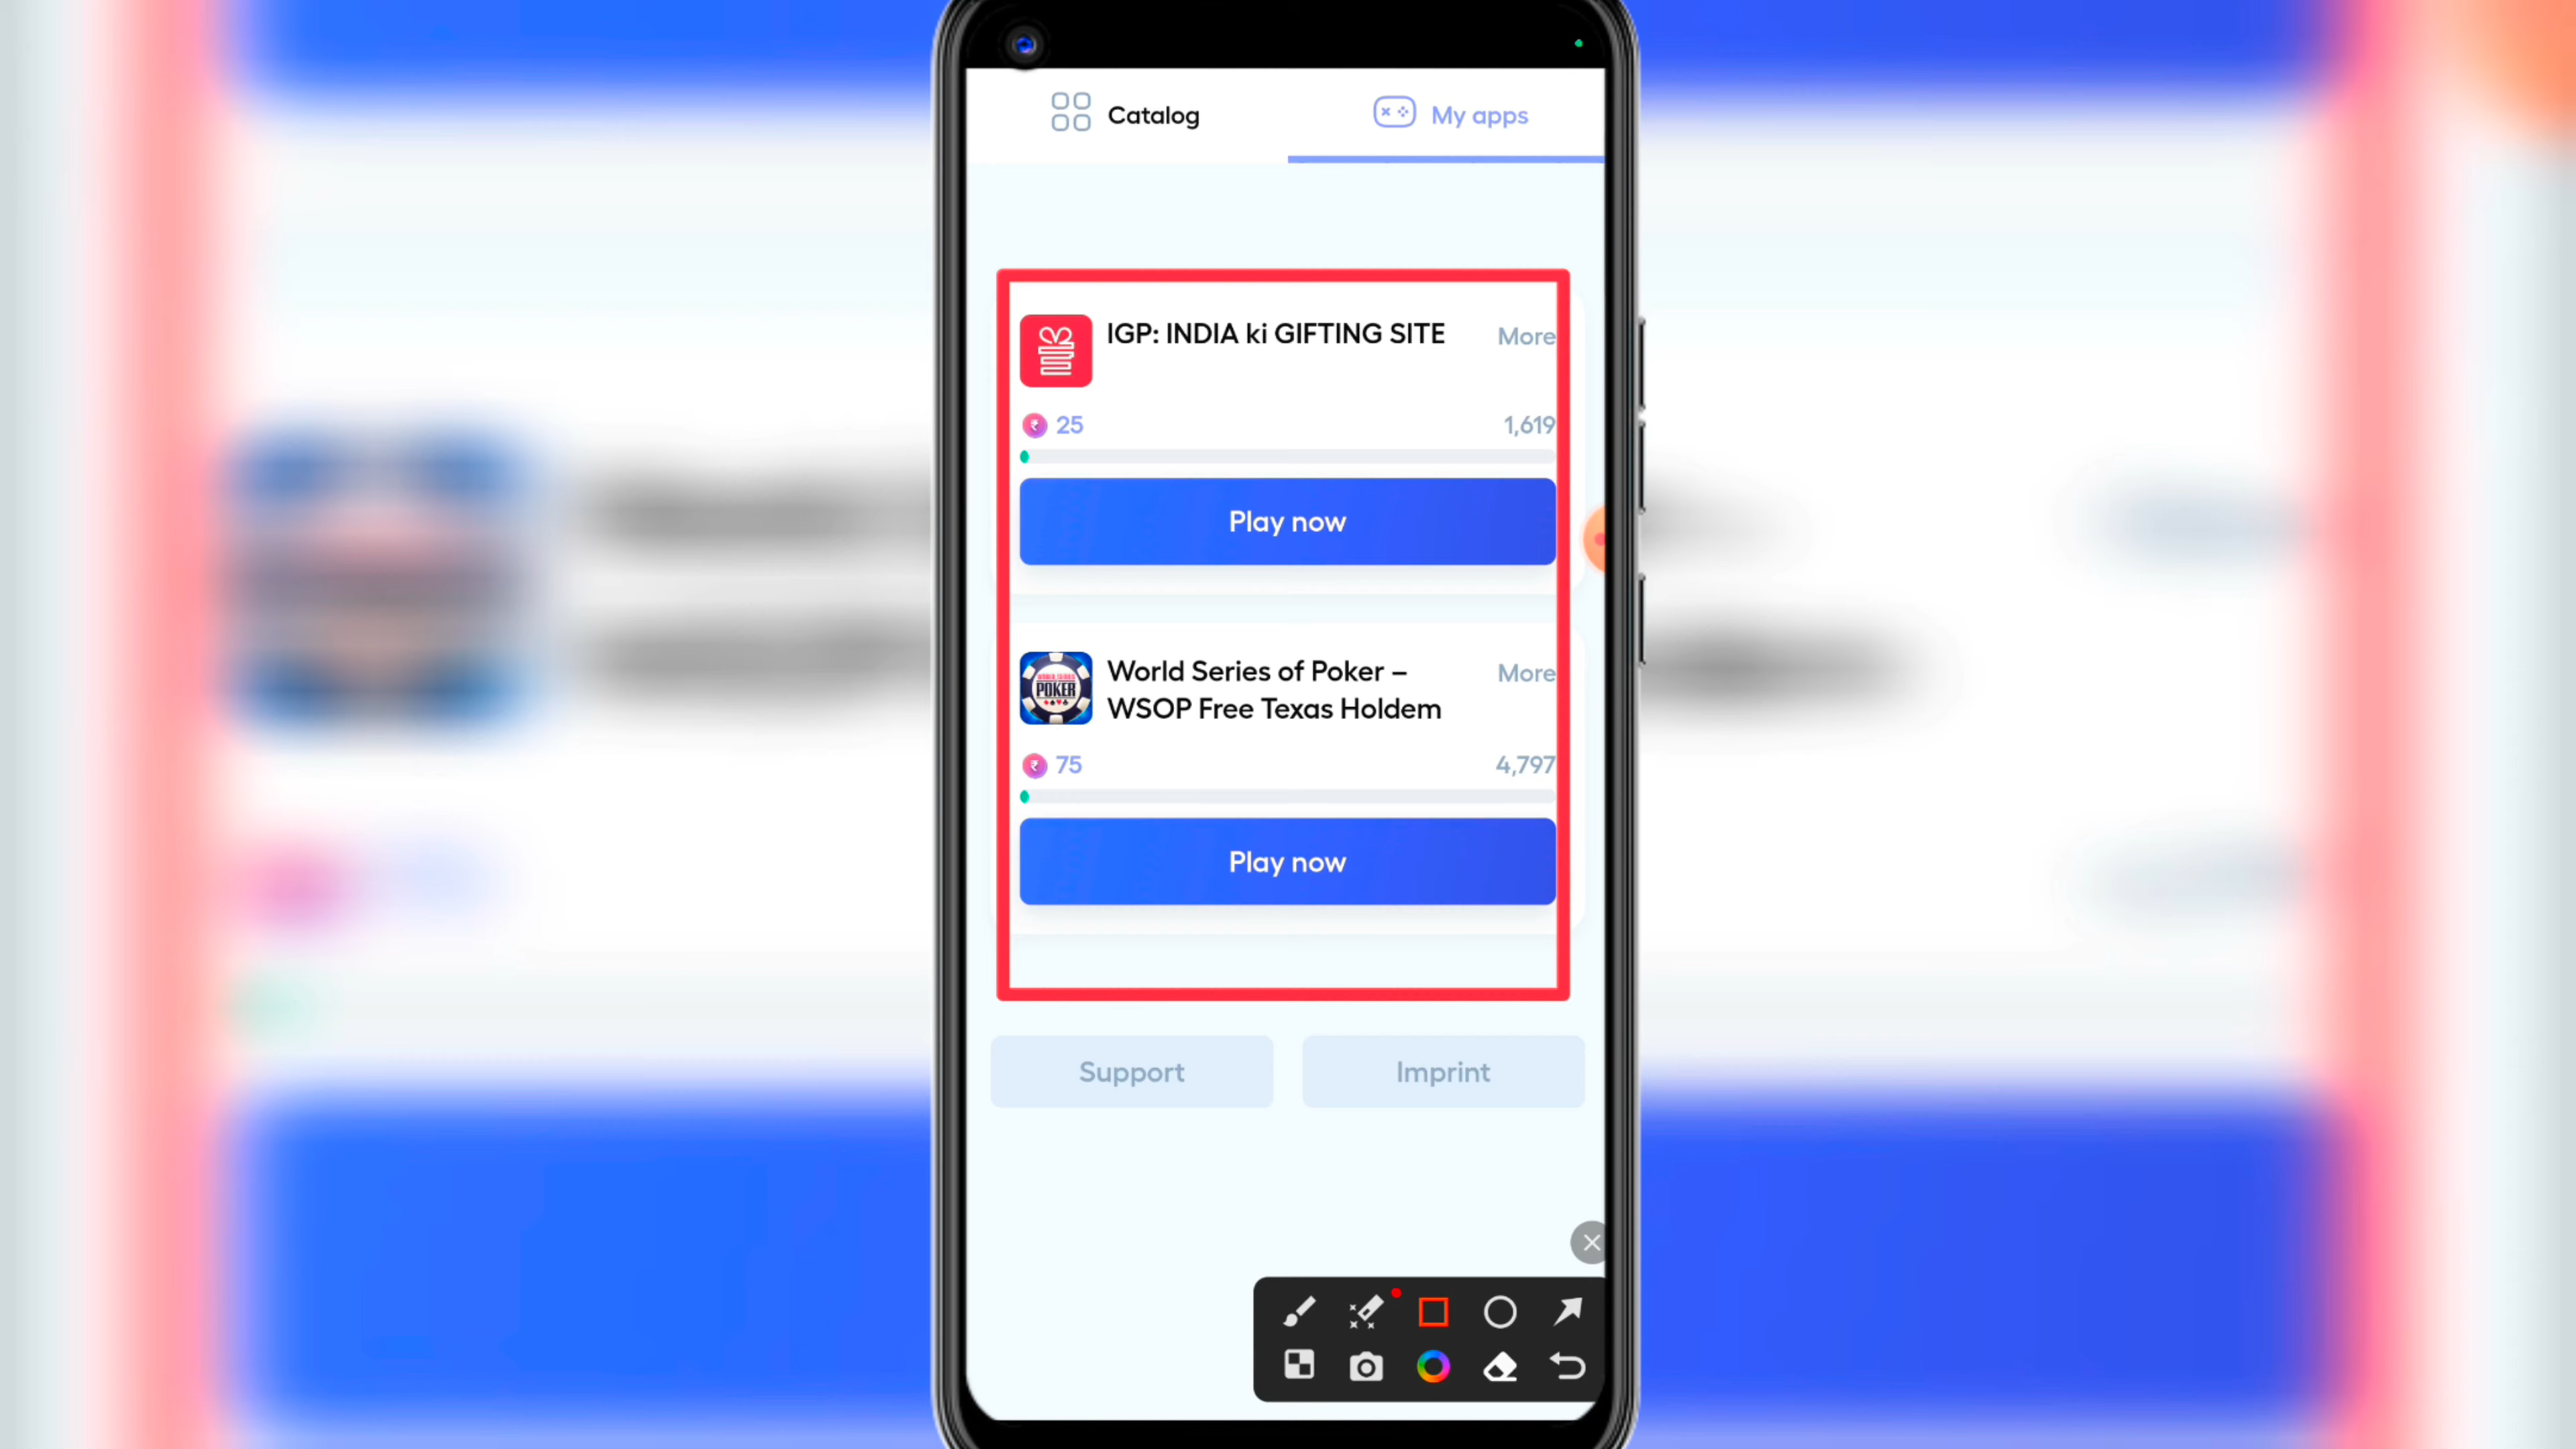 Catalog
My apps
IGP: INDIA ki GIFTING SITE
More
25
1,619
Play now
World Series of Poker –
WSOP Free Texas Holdem
More
POKER
75
4,797
Play now
Support
Imprint